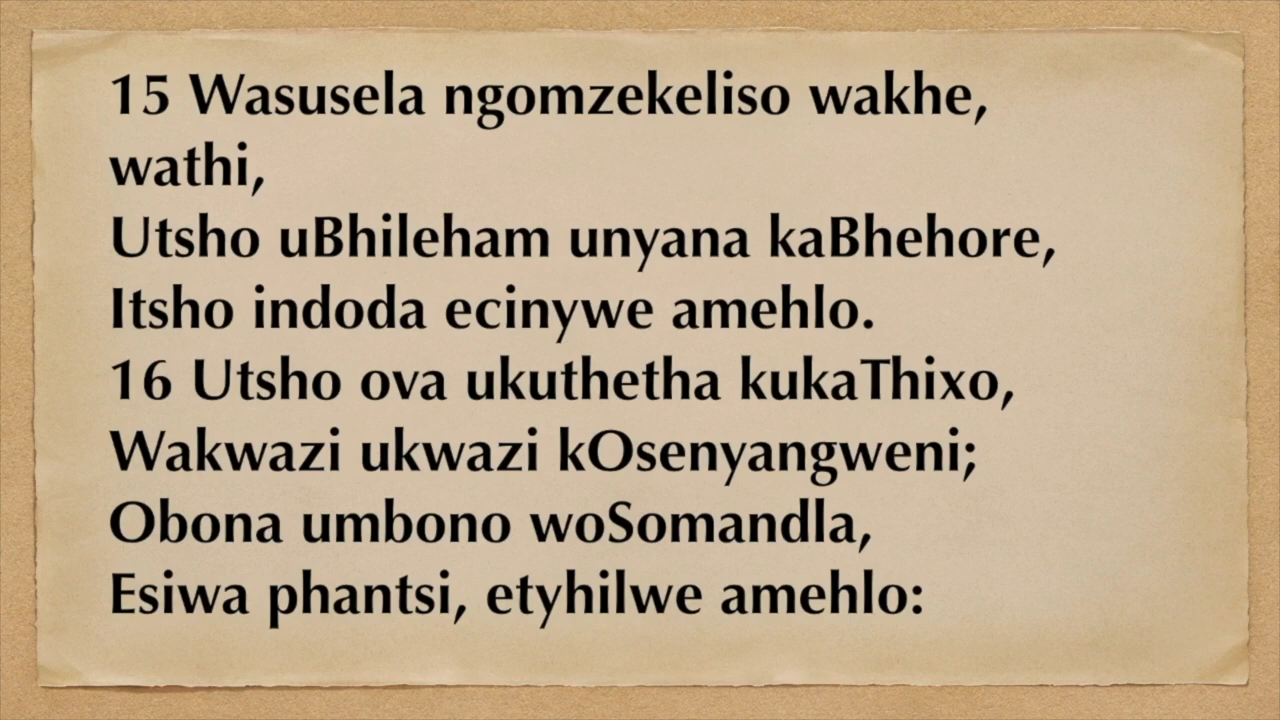 15 Wasusela ngomzekeliso wakhe,
wathi,
Utsho uBhileham unyana kaBhehore,
Itsho indoda ecinywe amehlo.
16 Utsho ova ukuthetha kukaThixo,
Wakwazi ukwazi kOsenyangweni;
Obona umbono woSomandla,
Esiwa phantsi, etyhilwe amehlo: